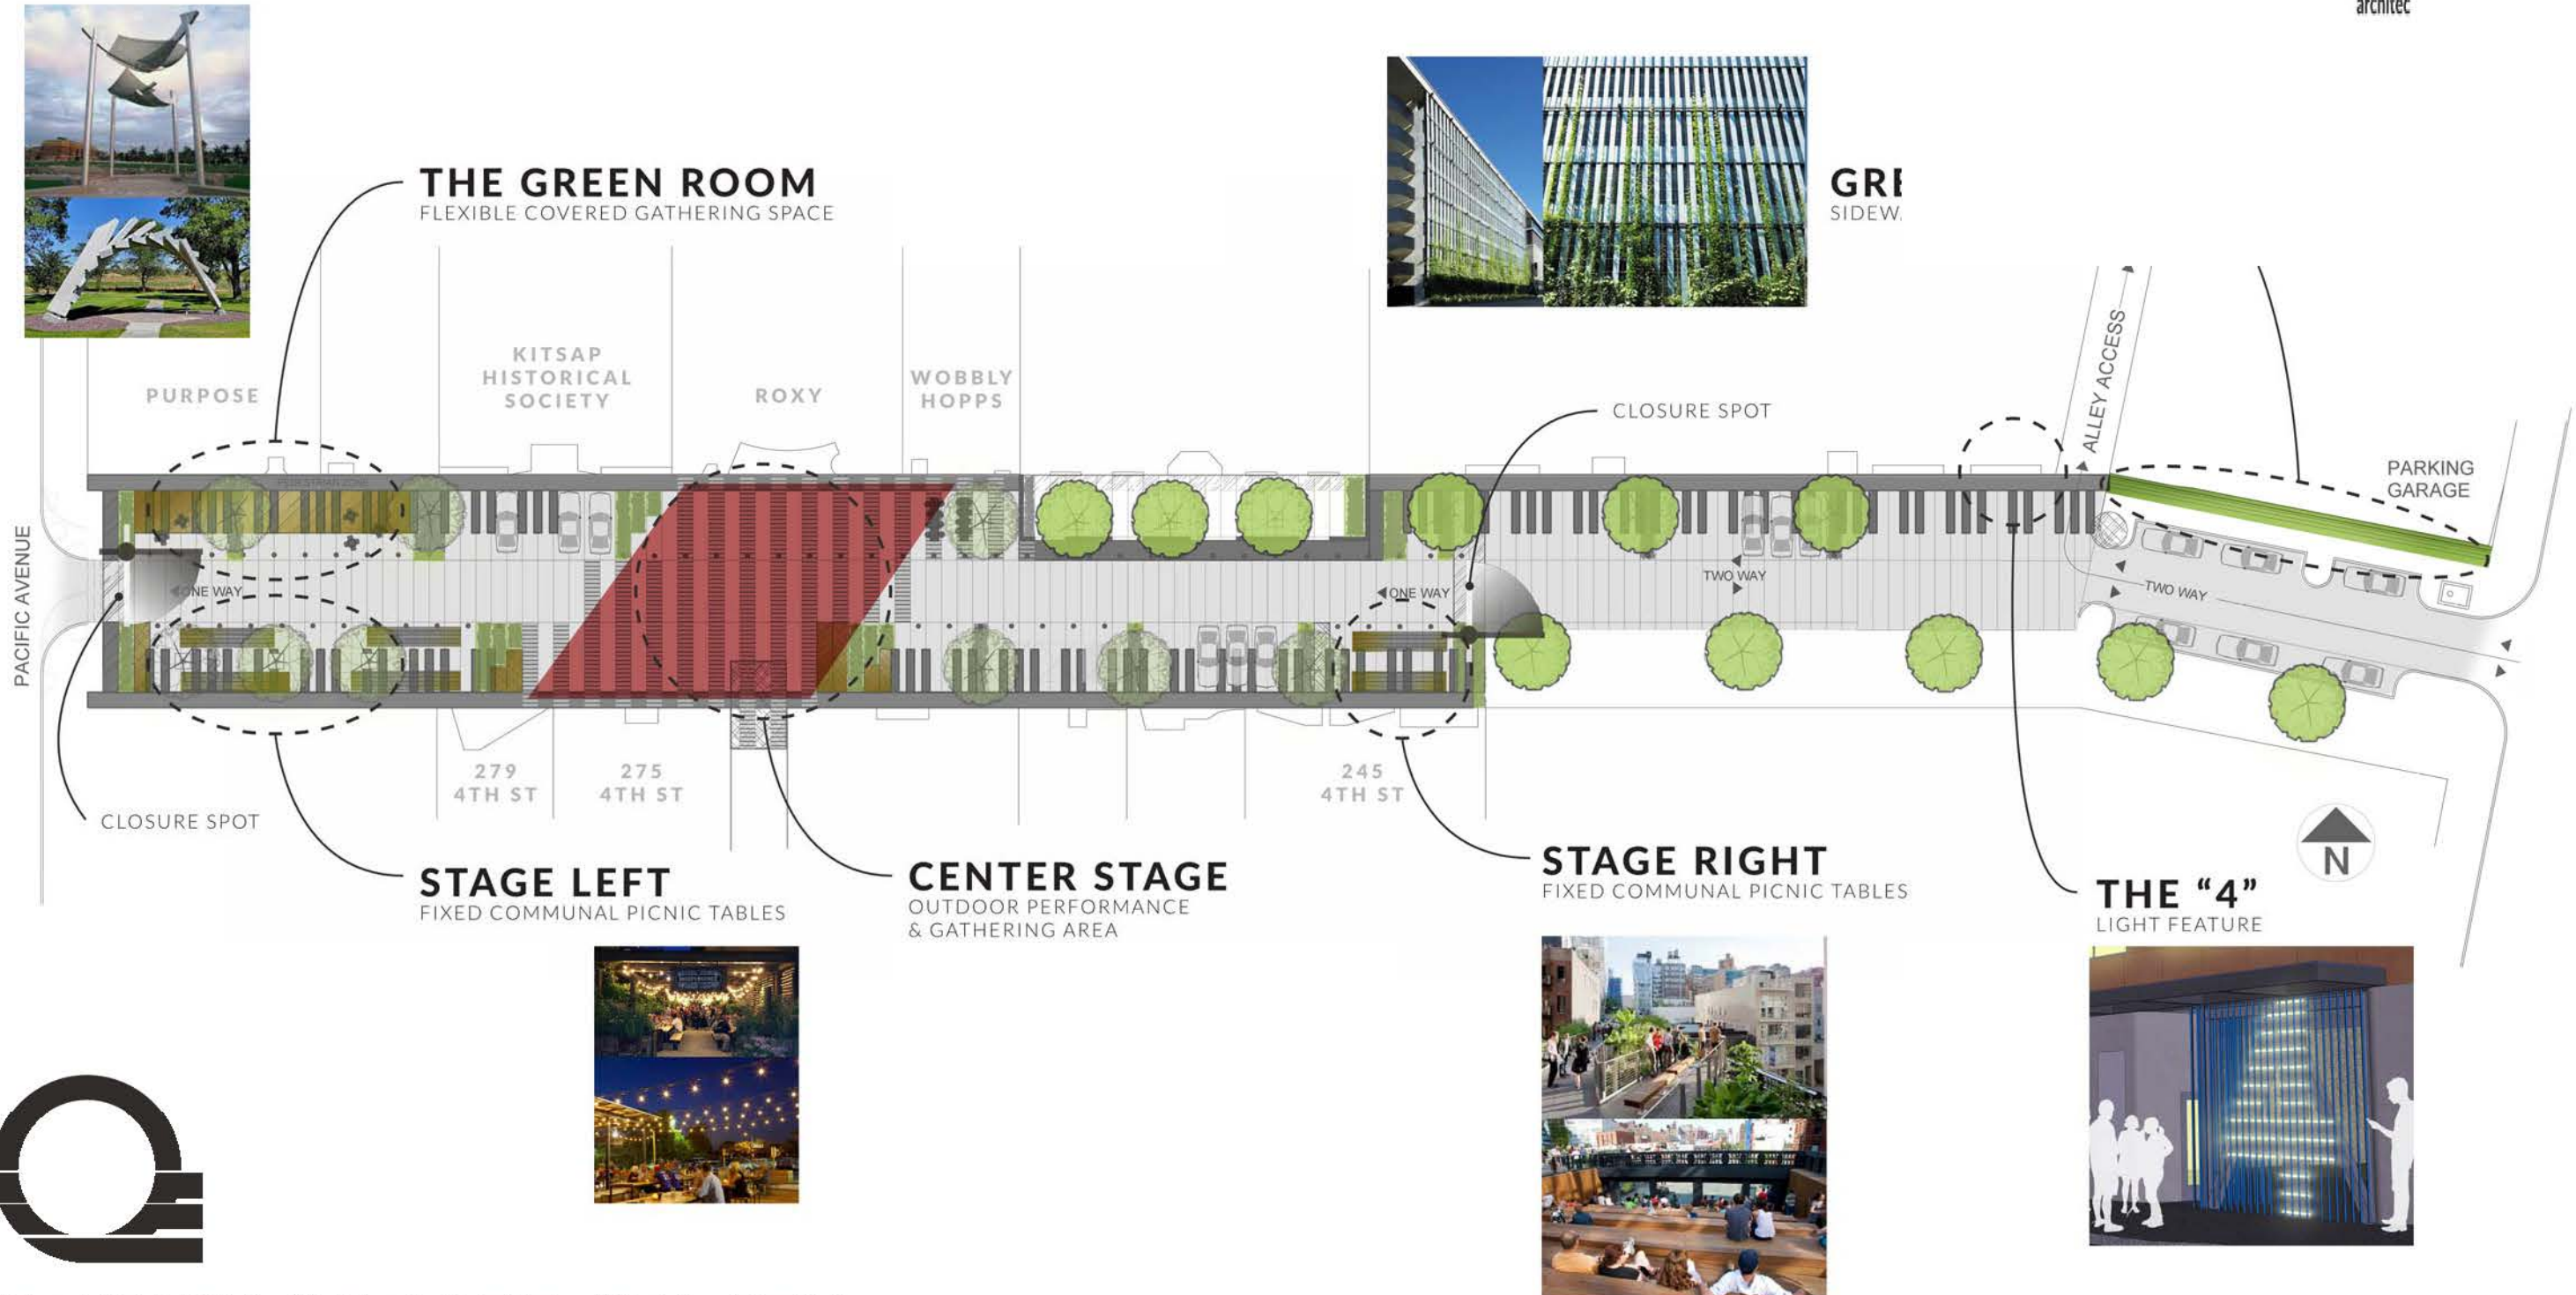 architec
THE GREEN ROOM
FLEXIBLE COVERED GATHERING SPACE
GRE
SIDEW
PURPOSE
KITSAP
HISTORICAL
SOCIETY
ROXY
WOBBLY
HOPPS
CLOSURE SPOT
ALLEY ACCESS
PARKING
GARAGE
PEDESTRIAN ZONE
PACIFIC AVENUE
ONE WAY
ONE WAY
TWO WAY
TWO WAY
279
4TH ST
275
4TH ST
245
4TH ST
CLOSURE SPOT
STAGE LEFT
FIXED COMMUNAL PICNIC TABLES
CENTER STAGE
OUTDOOR PERFORMANCE
& GATHERING AREA
STAGE RIGHT
FIXED COMMUNAL PICNIC TABLES
THE “4”
LIGHT FEATURE
N